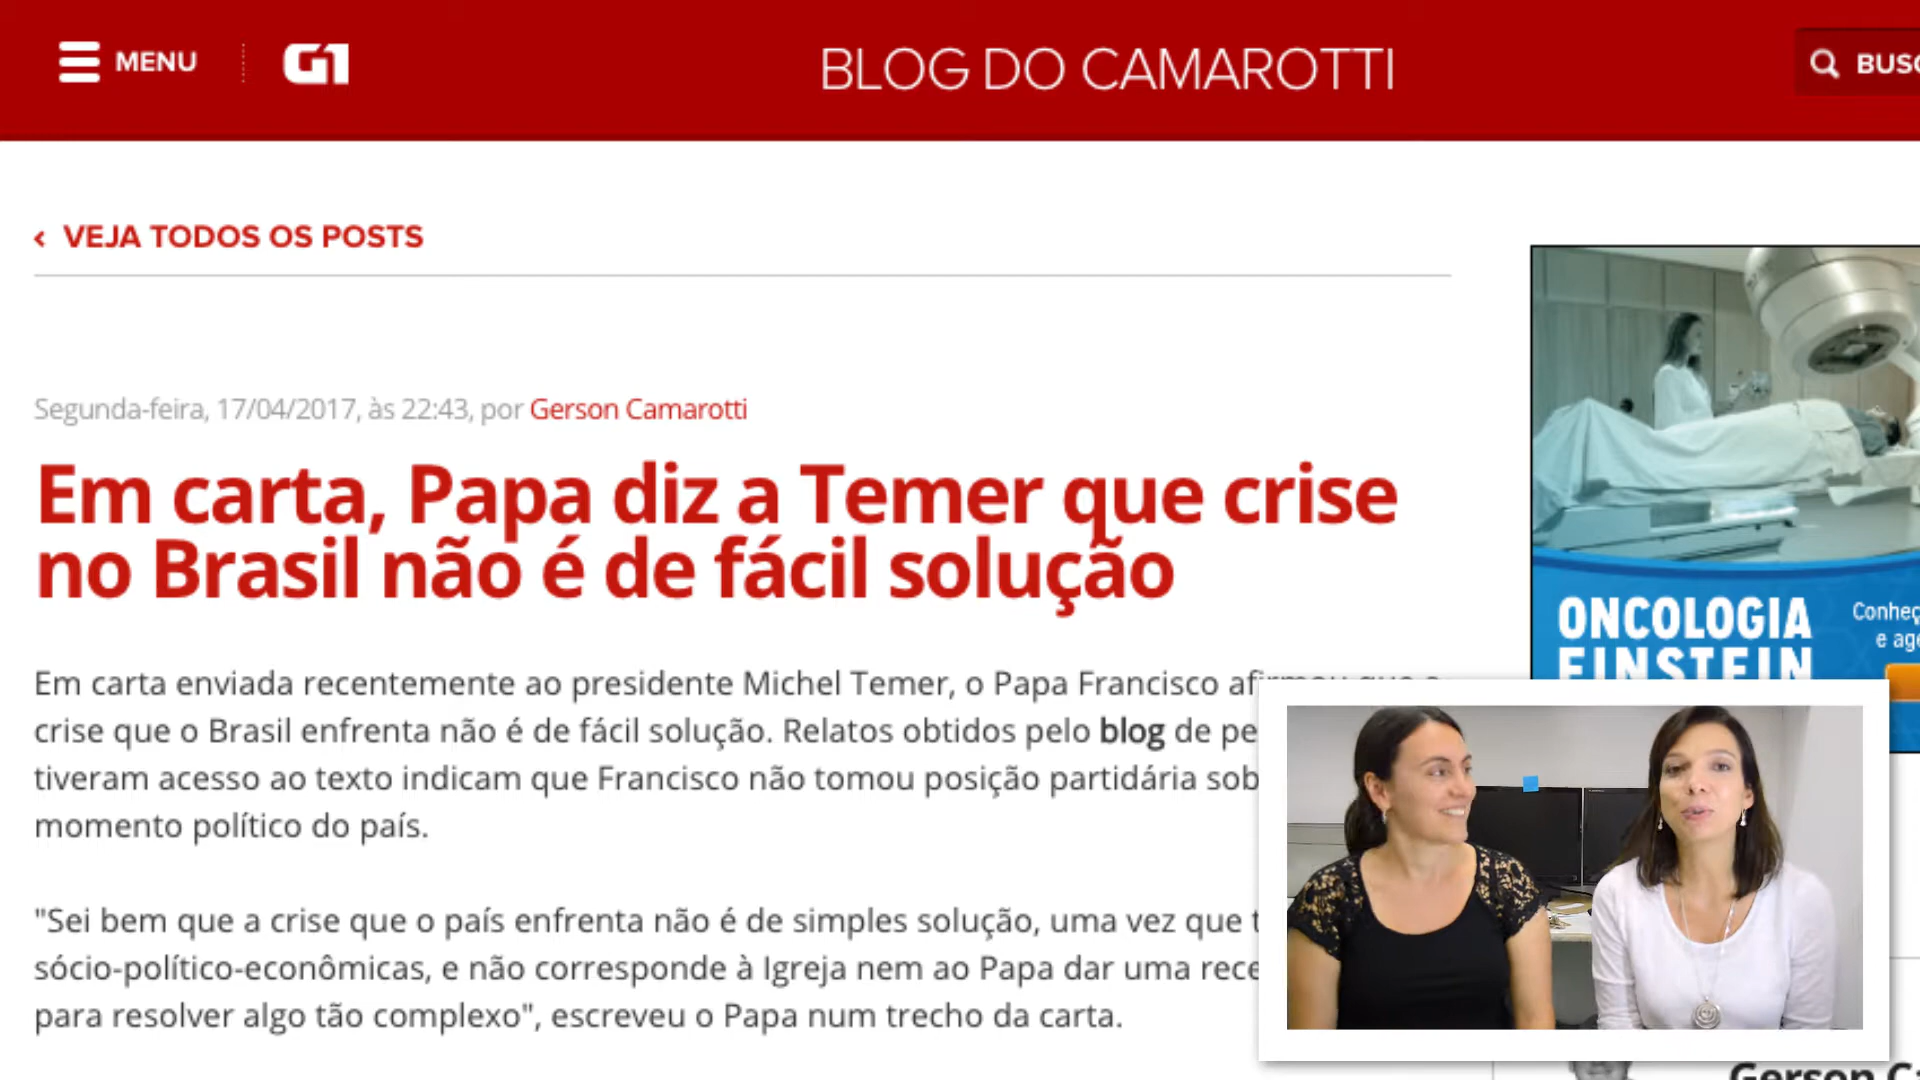 MENU
G1
BLOG DO CAMAROTTI
VEJA TODOS OS POSTS
Segunda-feira, 17/04/2017, às 22:43, por Gerson Camarotti
Em carta, Papa diz a Temer que crise
no Brasil não é de fácil solução
Em carta enviada recentemente ao presidente Michel Temer, o Papa Francisco afirmou que a
crise que o Brasil enfrenta não é de fácil solução. Relatos obtidos pelo blog de
tiveram acesso ao texto indicam que Francisco não tomou posição partidária
momento político do país.
"Sei bem que a crise que o país enfrenta não é de simples solução, uma vez que
sócio-político-econômicas, e não corresponde à Igreja nem ao Papa dar uma
para resolver algo tão complexo", escreveu o Papa num trecho da carta.
ONCOLOGIA
EINSTEIN
Gerson